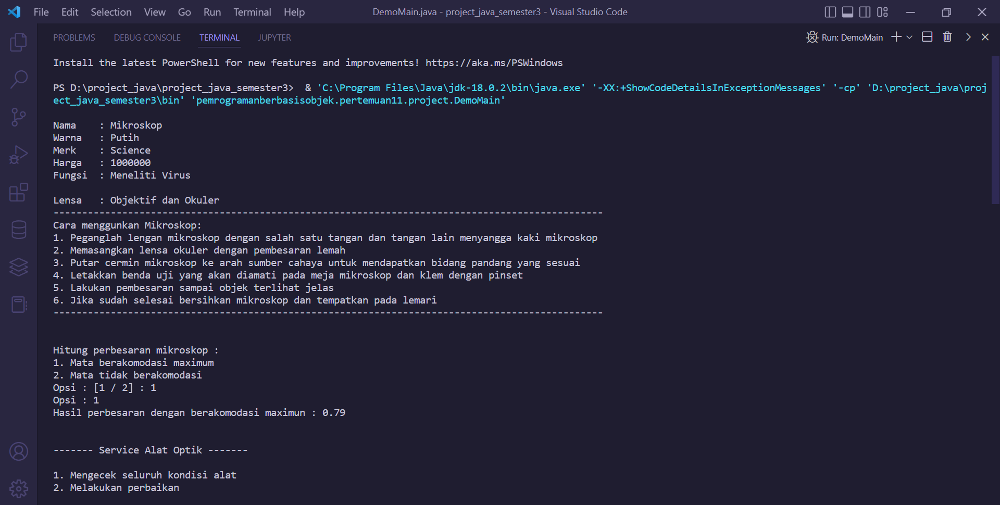 File Edit Selection View Go Run Terminal Help DemoMain.java - project_java_semester3 - Visual Studio Code
PROBLEMS DEBUG CONSOLE TERMINAL JUPYTER Run: DemoMain
Install the latest PowerShell for new features and improvements! https://aka.ms/PSWindows
PS D:\project_java\project_java_semester3>  & 'C:\Program Files\Java\jdk-18.0.2\bin\java.exe' '-XX:+ShowCodeDetailsInExceptionMessages' '-cp' 'D:\project_java\proj
ect_java_semester3\bin' 'pemrogramanberbasisobjek.pertemuan11.project.DemoMain'
Nama    : Mikroskop
Warna   : Putih
Merk    : Science
Harga   : 1000000
Fungsi  : Meneliti Virus
Lensa   : Objektif dan Okuler
------------------------------------------------------------------------------------------------
Cara menggunkan Mikroskop:
1. Peganglah lengan mikroskop dengan salah satu tangan dan tangan lain menyangga kaki mikroskop
2. Memasangkan lensa okuler dengan pembesaran lemah
3. Putar cermin mikroskop ke arah sumber cahaya untuk mendapatkan bidang pandang yang sesuai
4. Letakkan benda uji yang akan diamati pada meja mikroskop dan klem dengan pinset
5. Lakukan pembesaran sampai objek terlihat jelas
6. Jika sudah selesai bersihkan mikroskop dan tempatkan pada lemari
------------------------------------------------------------------------------------------------
Hitung perbesaran mikroskop :
1. Mata berakomodasi maximum
2. Mata tidak berakomodasi
Opsi : [1 / 2] : 1
Opsi : 1
Hasil perbesaran dengan berakomodasi maximun : 0.79
------- Service Alat Optik -------
1. Mengecek seluruh kondisi alat
2. Melakukan perbaikan